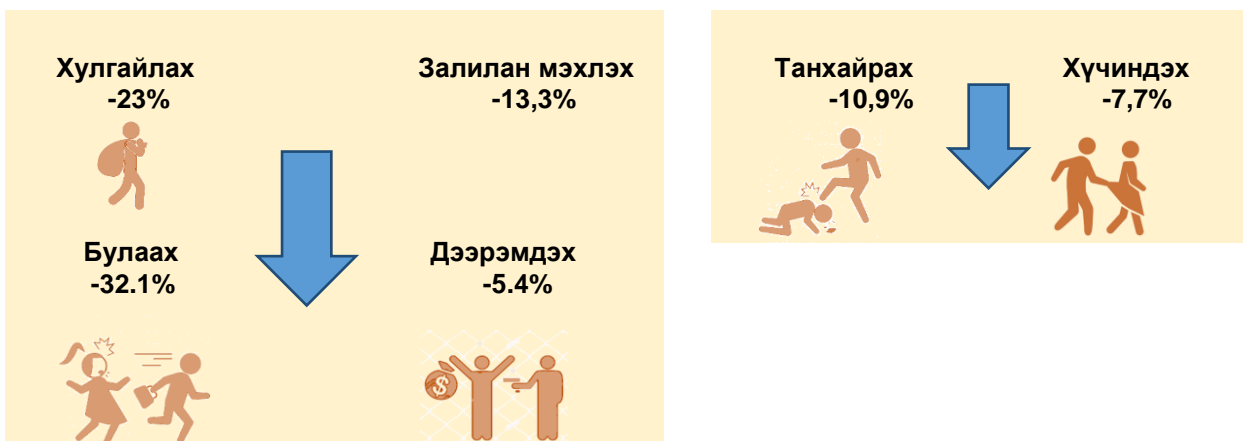 Хулгайлах
-23%
Залилан мэхлэх
-13,3%
Булаах
-32.1%
Дээрэмдэх
-5.4%
Танхайрах
-10,9%
Хүчиндэх
-7,7%
$